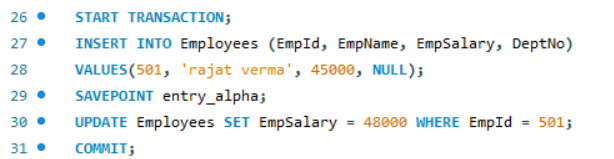 26 ● START TRANSACTION;
27 ● INSERT INTO Employees (EmpId, EmpName, EmpSalary, DeptNo)
28 VALUES(501, 'rajat verma', 45000, NULL);
29 ● SAVEPOINT entry_alpha;
30 ● UPDATE Employees SET EmpSalary = 48000 WHERE EmpId = 501;
31 ● COMMIT;